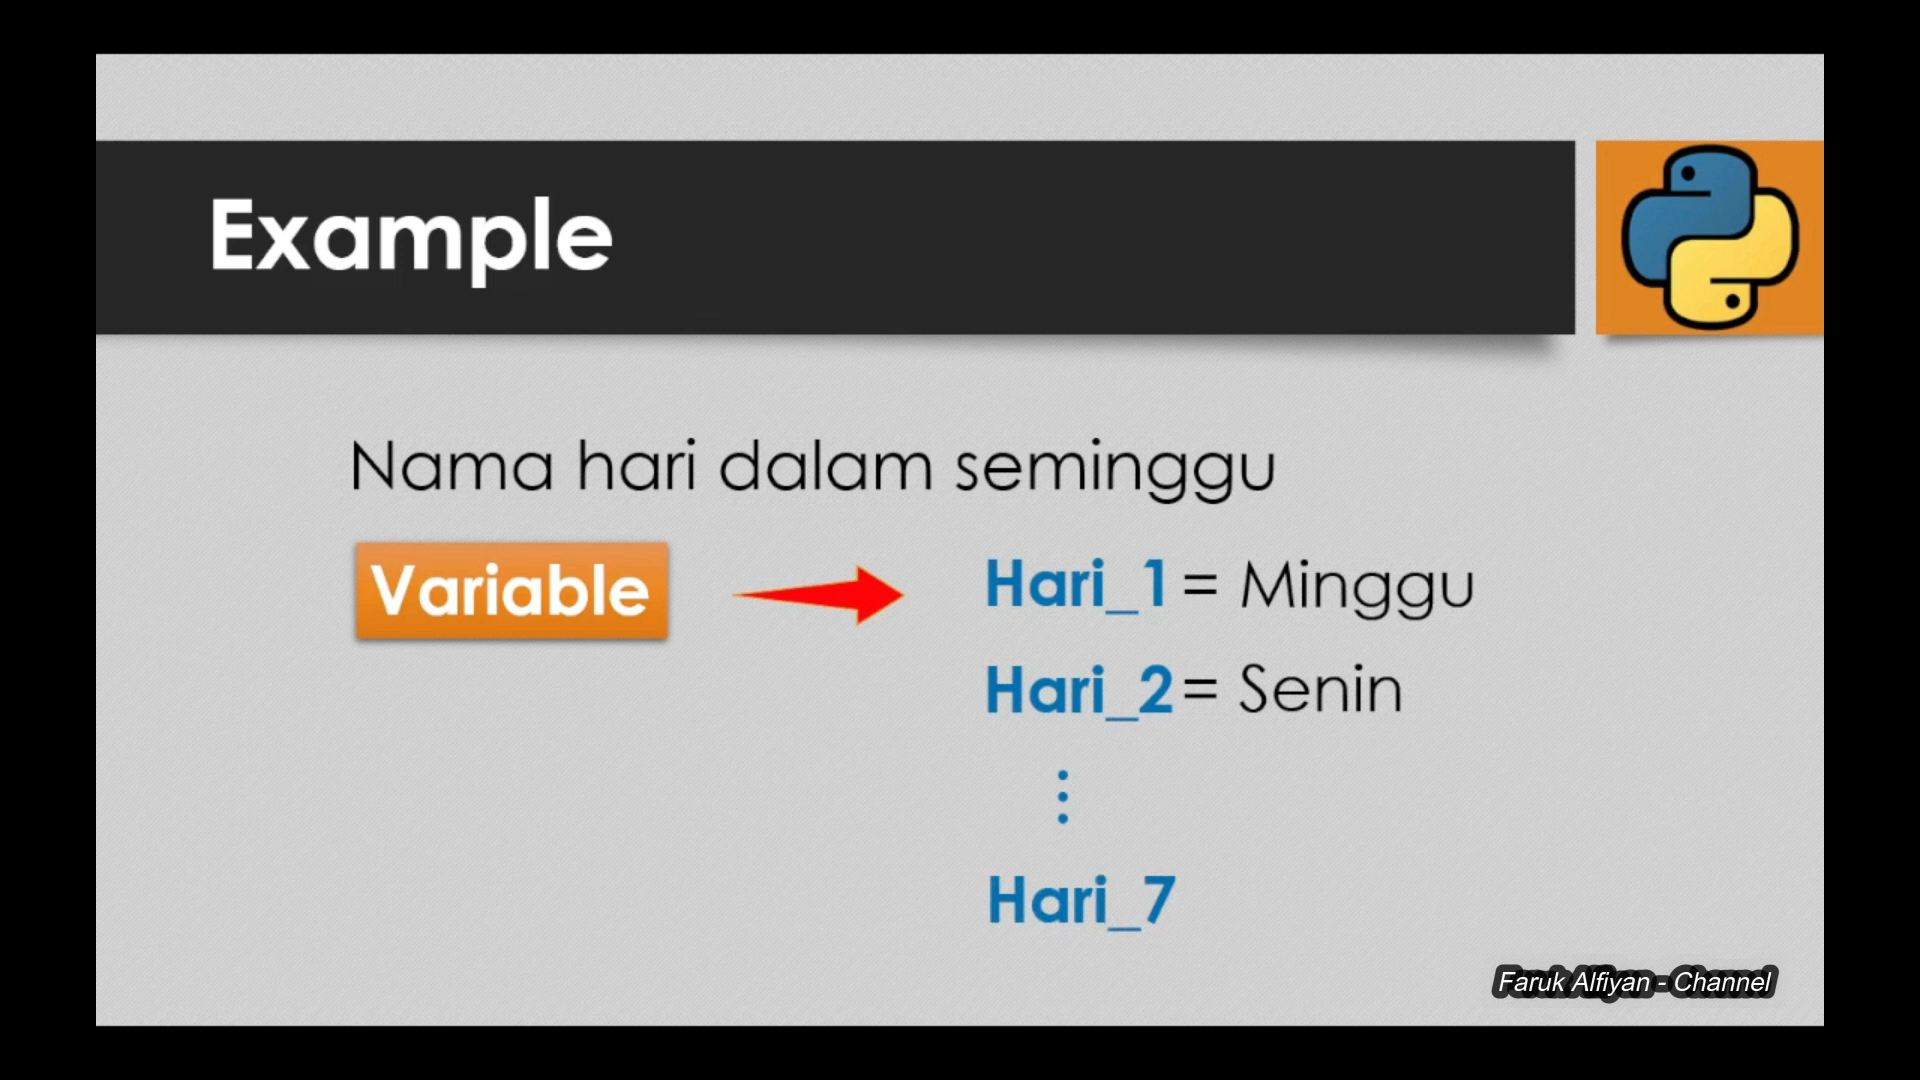 Example
Nama hari dalam seminggu
Variable
Hari_1 = Minggu
Hari_2 = Senin
⋮
Hari_7
Faruk Alfiyan - Channel